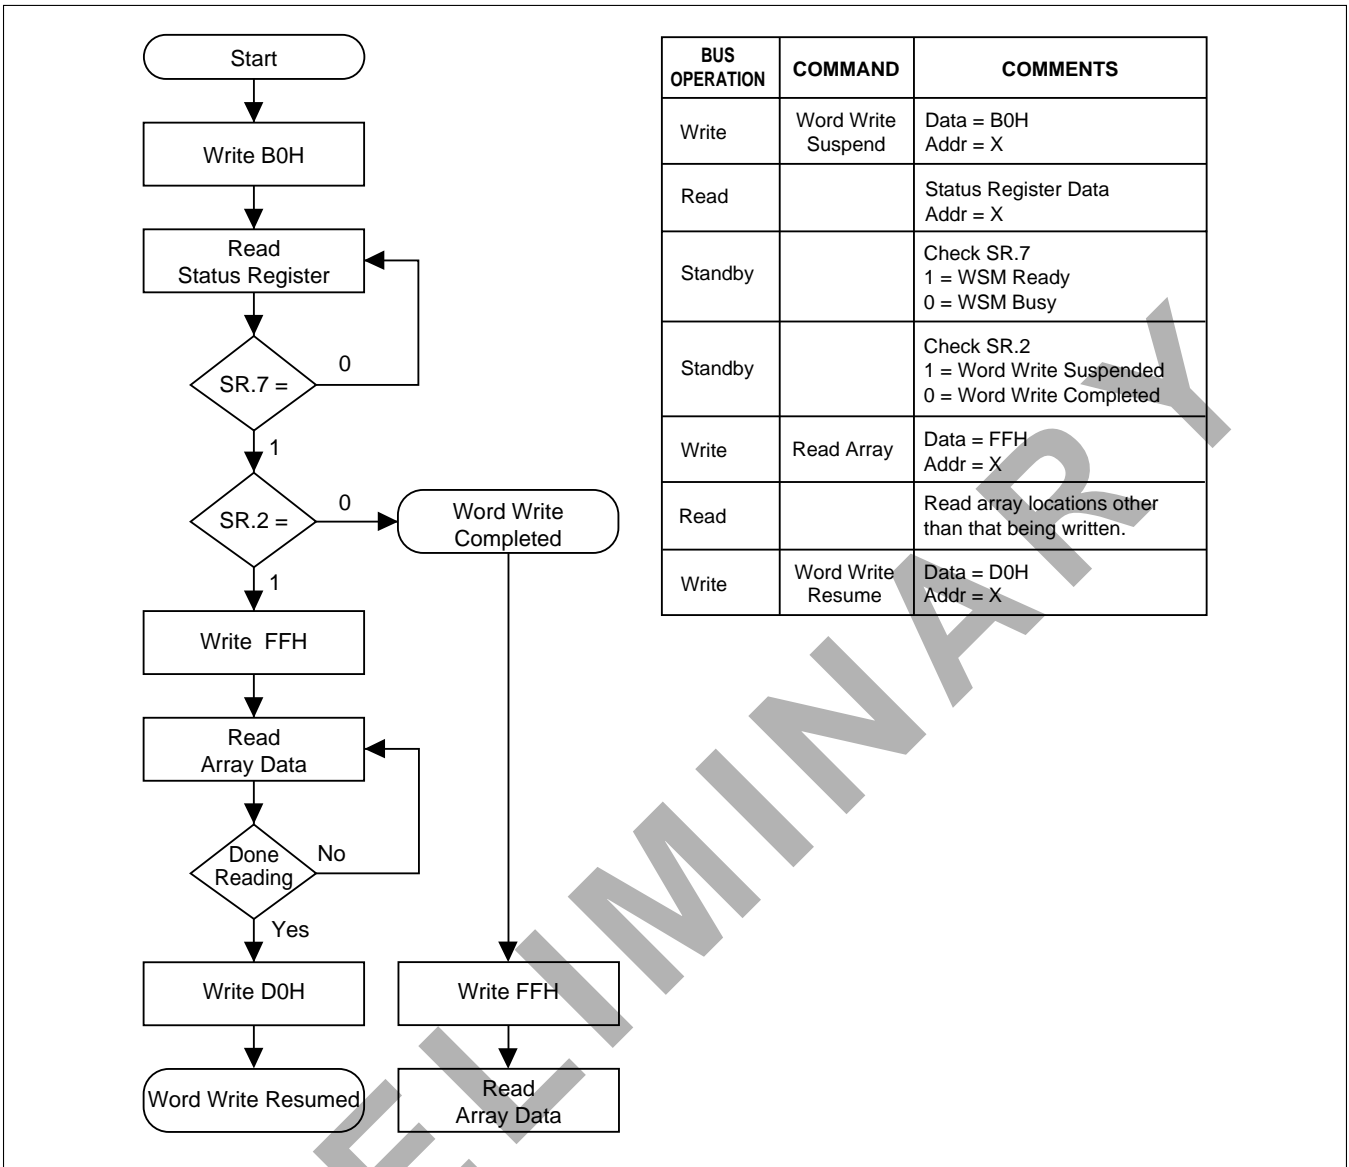 Start
Write B0H
Read
Status Register
SR.7 =
0
1
SR.2 =
0
Word Write
Completed
1
Write FFH
Read
Array Data
Done
Reading
No
Yes
Write D0H
Write FFH
Word Write Resumed
Read
Array Data
BUS
OPERATION
COMMAND
COMMENTS
Write
Word Write
Suspend
Data = B0H
Addr = X
Read
Status Register Data
Addr = X
Standby
Check SR.7
1 = WSM Ready
0 = WSM Busy
Standby
Check SR.2
1 = Word Write Suspended
0 = Word Write Completed
Write
Read Array
Data = FFH
Addr = X
Read
Read array locations other
than that being written.
Write
Word Write
Resume
Data = D0H
Addr = X
ELIMINARY